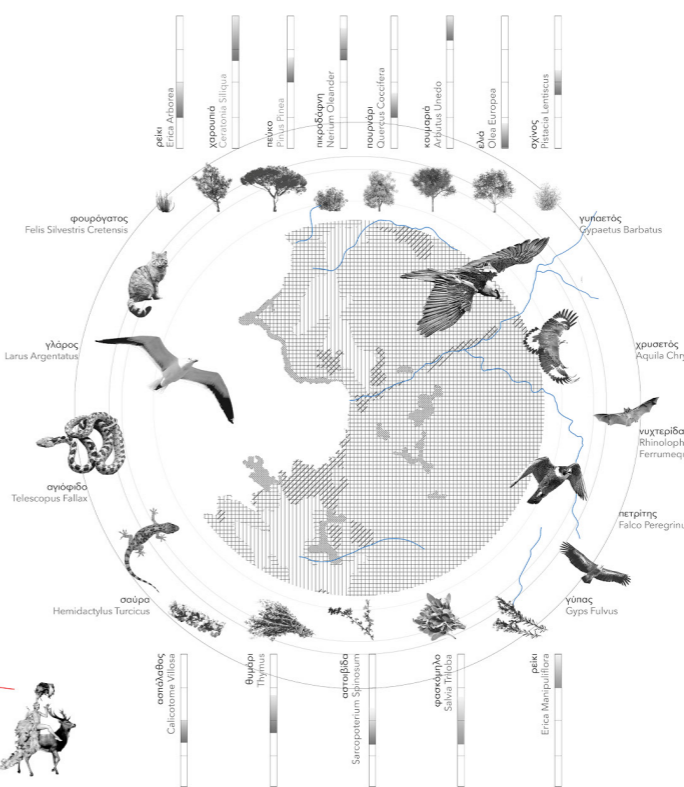 ρείκι
Erica Arborea
χαρουπιά
Ceratonia Siliqua
πεύκο
Pinus Pinea
πικροδάφνη
Nerium Oleander
πουρνάρι
Quercus Coccifera
κουμαριά
Arbutus Unedo
ελιά
Olea Europea
σχίνος
Pistacia Lentiscus
φουρόγατος
Felis Silvestris Cretensis
γυπαετός
Gypaetus Barbatus
γλάρος
Larus Argentatus
χρυσετός
Aquila Chry
νυχτερίδα
Rhinoloph
Ferrumequ
αγιόφιδο
Telescopus Fallax
πετρίτης
Falco Peregrinu
σαύρα
Hemidactylus Turcicus
γύπας
Gyps Fulvus
ασπάλαθος
Calicotome Villosa
θυμάρι
Thymus
αστοιβίδα
Sarcopoterium Spinosum
φασκόμηλο
Salvia Triloba
ρείκι
Erica Manipuliflora